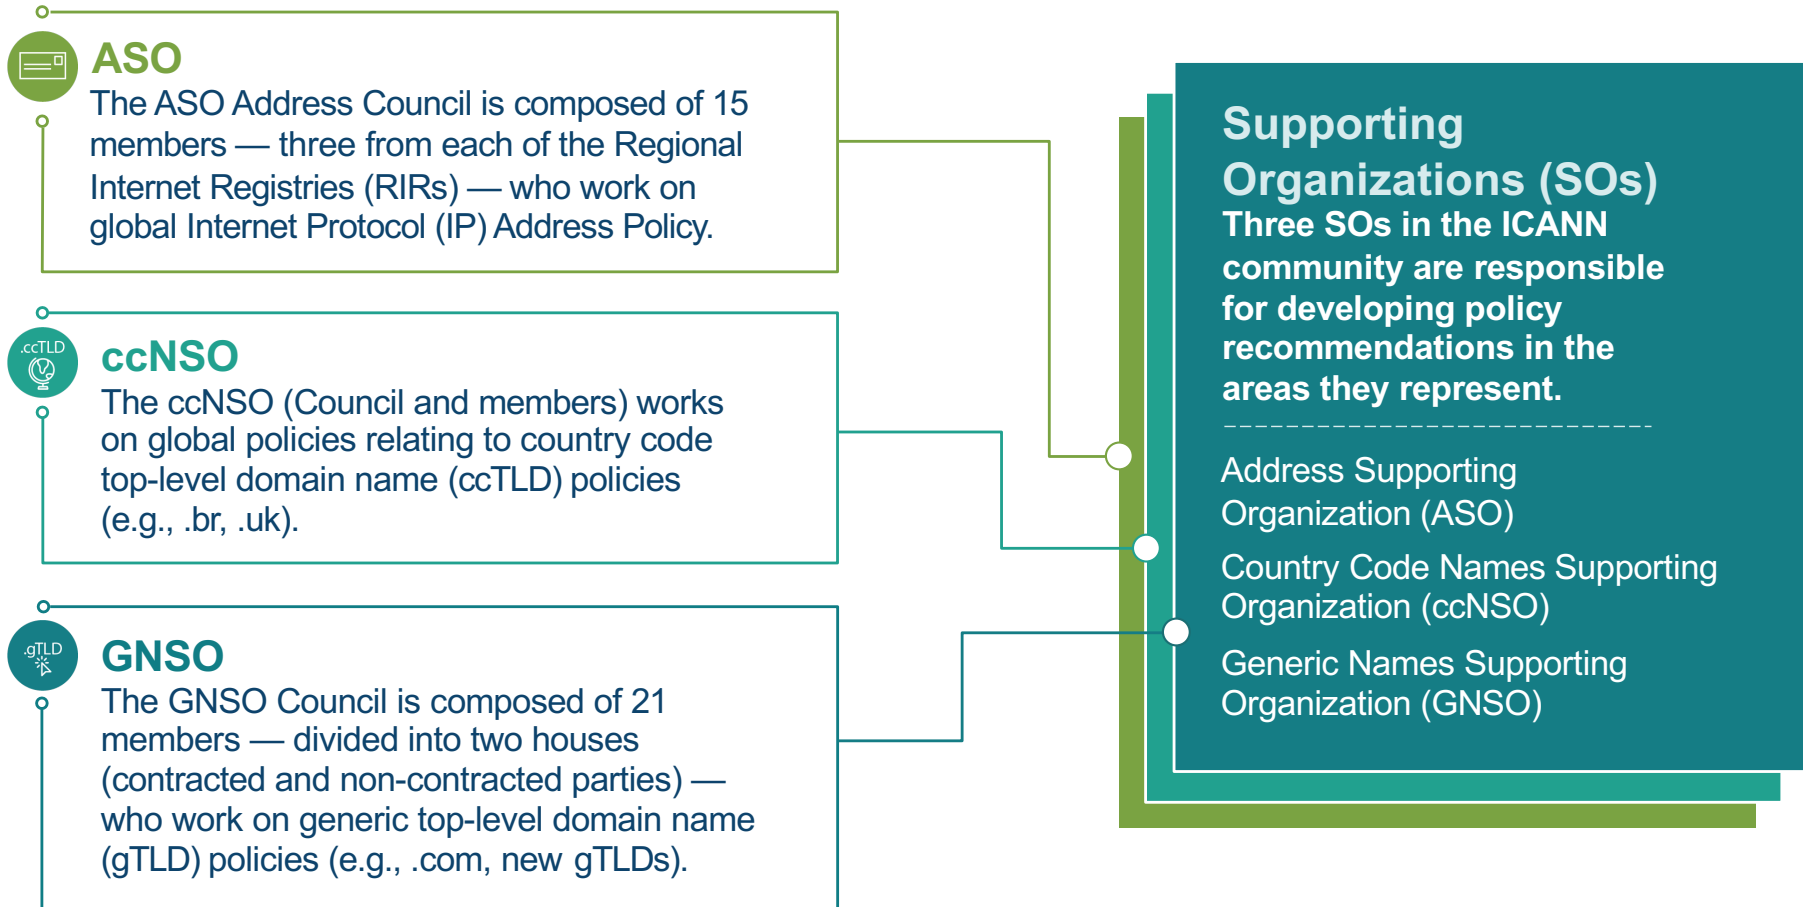 ASO
The ASO Address Council is composed of 15
members — three from each of the Regional
Internet Registries (RIRs) — who work on
global Internet Protocol (IP) Address Policy.
.ccTLD
ccNSO
The ccNSO (Council and members) works
on global policies relating to country code
top-level domain name (ccTLD) policies
(e.g., .br, .uk).
.gTLD
GNSO
The GNSO Council is composed of 21
members — divided into two houses
(contracted and non-contracted parties) —
who work on generic top-level domain name
(gTLD) policies (e.g., .com, new gTLDs).
Supporting
Organizations (SOs)
Three SOs in the ICANN
community are responsible
for developing policy
recommendations in the
areas they represent.
Address Supporting
Organization (ASO)
Country Code Names Supporting
Organization (ccNSO)
Generic Names Supporting
Organization (GNSO)